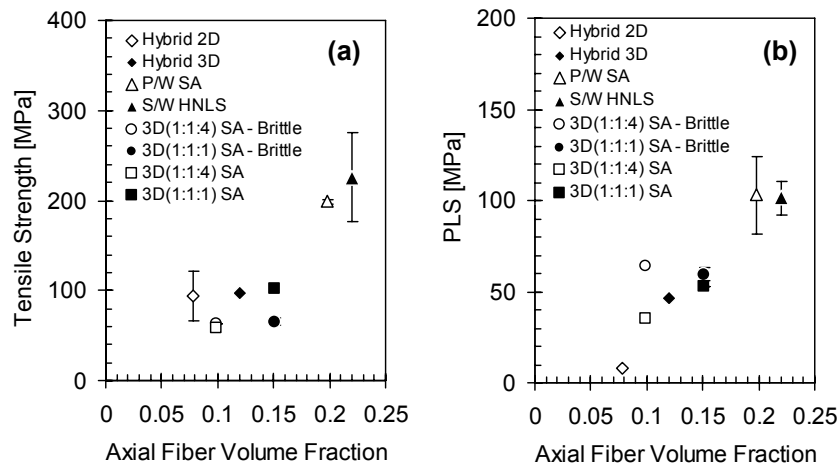 400
300
200
100
0
Tensile Strength [MPa]
(a)
Hybrid 2D
Hybrid 3D
P/W SA
S/W HNLS
3D(1:1:4) SA - Brittle
3D(1:1:1) SA - Brittle
3D(1:1:4) SA
3D(1:1:1) SA
0 0.05 0.1 0.15 0.2 0.25
Axial Fiber Volume Fraction
200
150
100
50
0
PLS [MPa]
(b)
Hybrid 2D
Hybrid 3D
P/W SA
S/W HNLS
3D(1:1:4) SA - Brittle
3D(1:1:1) SA - Brittle
3D(1:1:4) SA
3D(1:1:1) SA
0 0.05 0.1 0.15 0.2 0.25
Axial Fiber Volume Fraction